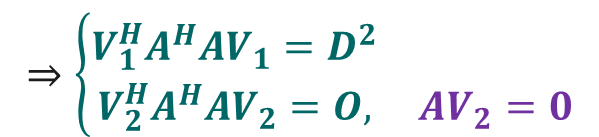 ⇒ { V₁ᴴAᴴAV₁ = D²
V₂ᴴAᴴAV₂ = O, AV₂ = 0